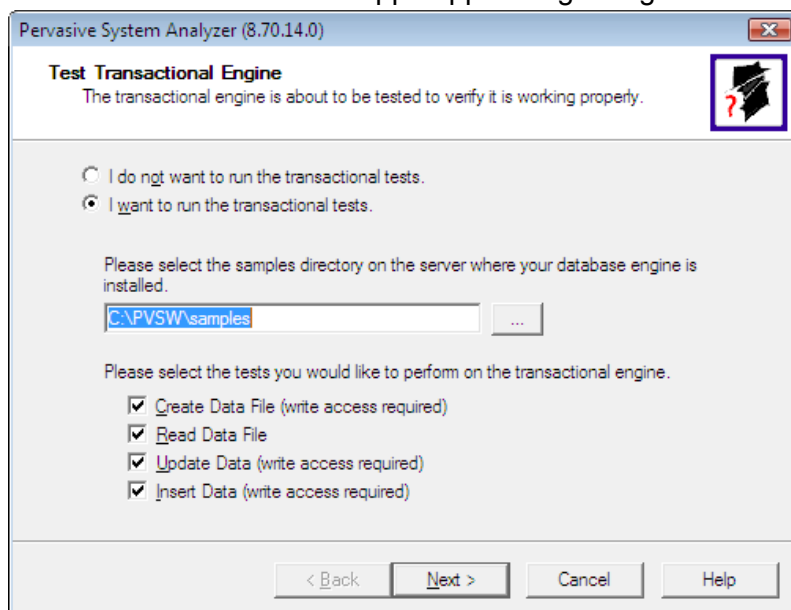 Pervasive System Analyzer (8.70.14.0)
Test Transactional Engine
The transactional engine is about to be tested to verify it is working properly.
?
I do not want to run the transactional tests.
I want to run the transactional tests.
Please select the samples directory on the server where your database engine is
installed.
C:\PVSW\samples
...
Please select the tests you would like to perform on the transactional engine.
Create Data File (write access required)
Read Data File
Update Data (write access required)
Insert Data (write access required)
< Back Next > Cancel Help